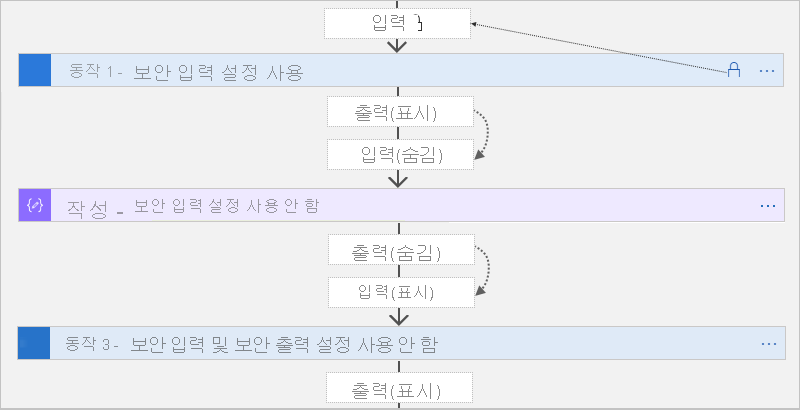 입력
동작 1 - 보안 입력 설정 사용
출력(표시)
입력(숨김)
작성 - 보안 입력 설정 사용 안 함
출력(숨김)
입력(표시)
동작 3 - 보안 입력 및 보안 출력 설정 사용 안 함
출력(표시)